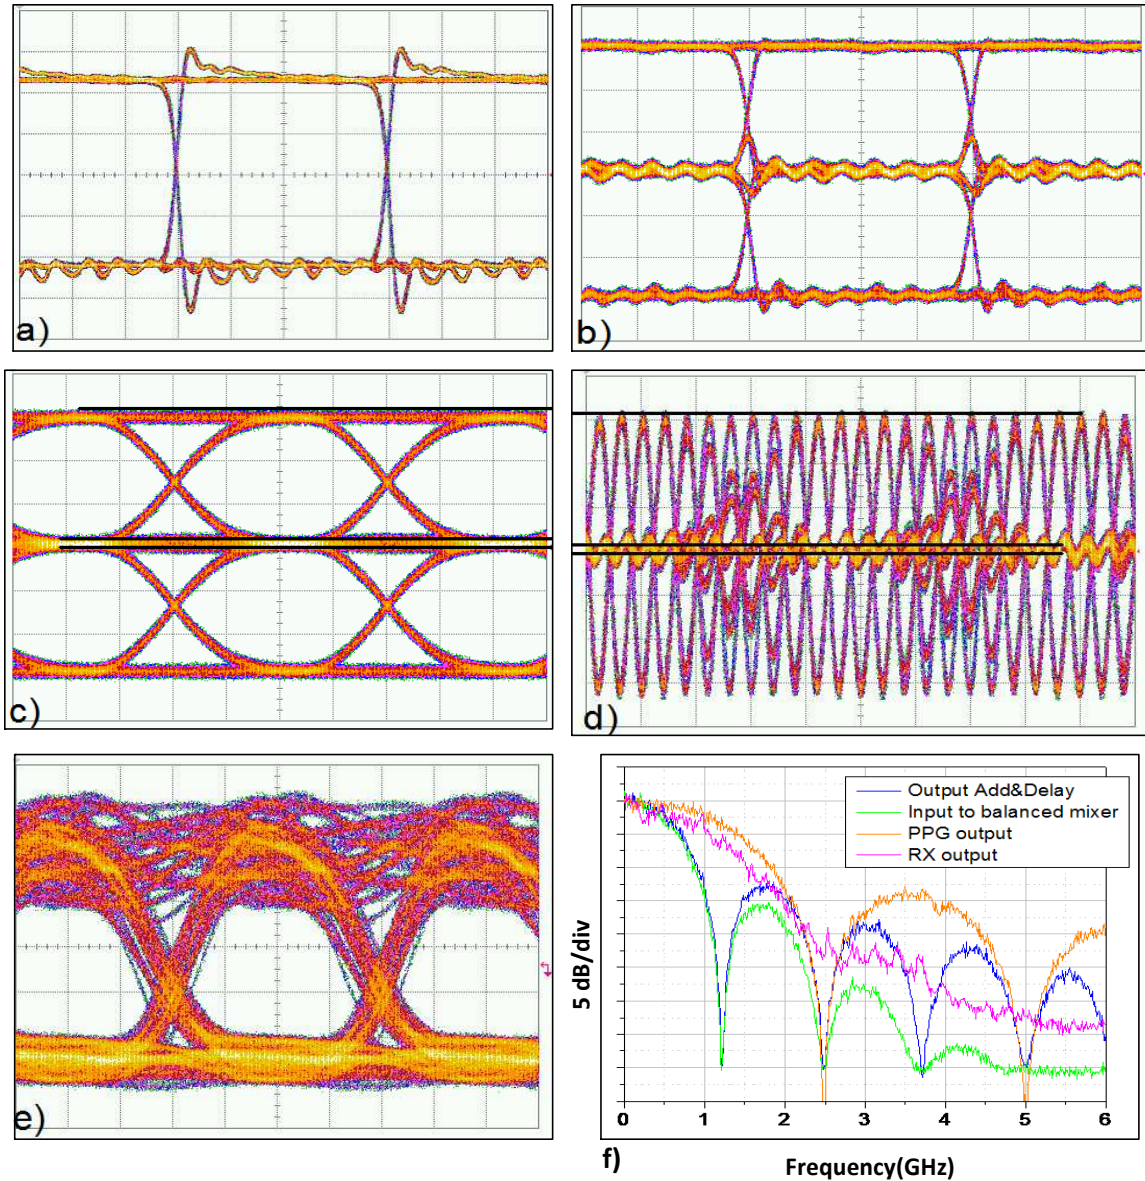 a)
b)
c)
d)
e)
Output Add&Delay
Input to balanced mixer
PPG output
RX output
5 dB/div
0 1 2 3 4 5 6
f)
Frequency(GHz)